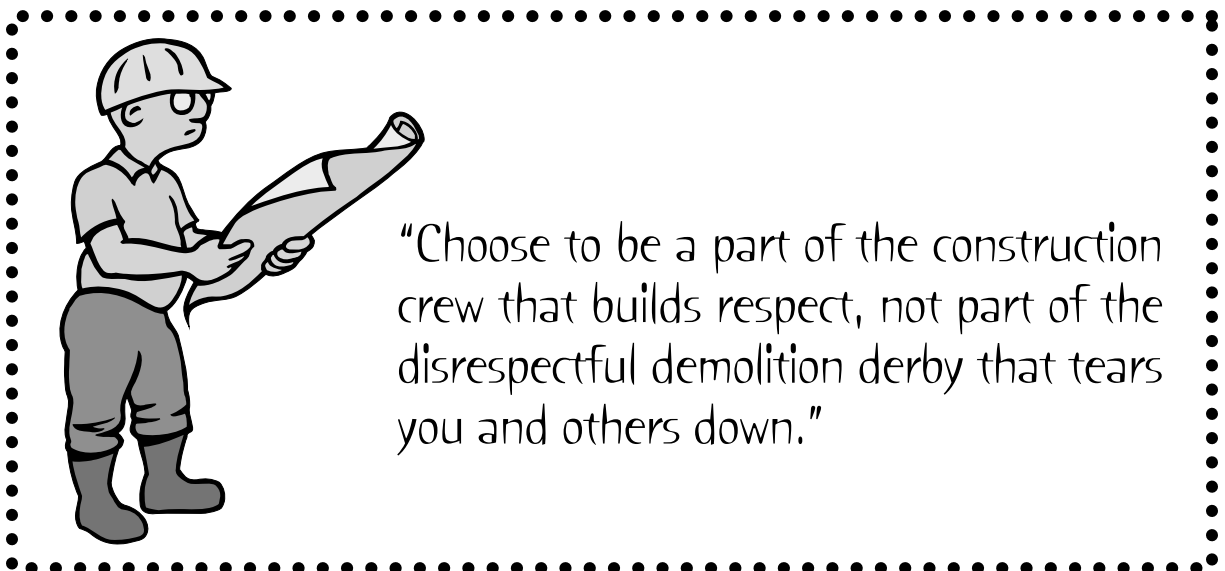 “Choose to be a part of the construction
crew that builds respect, not part of the
disrespectful demolition derby that tears
you and others down.”